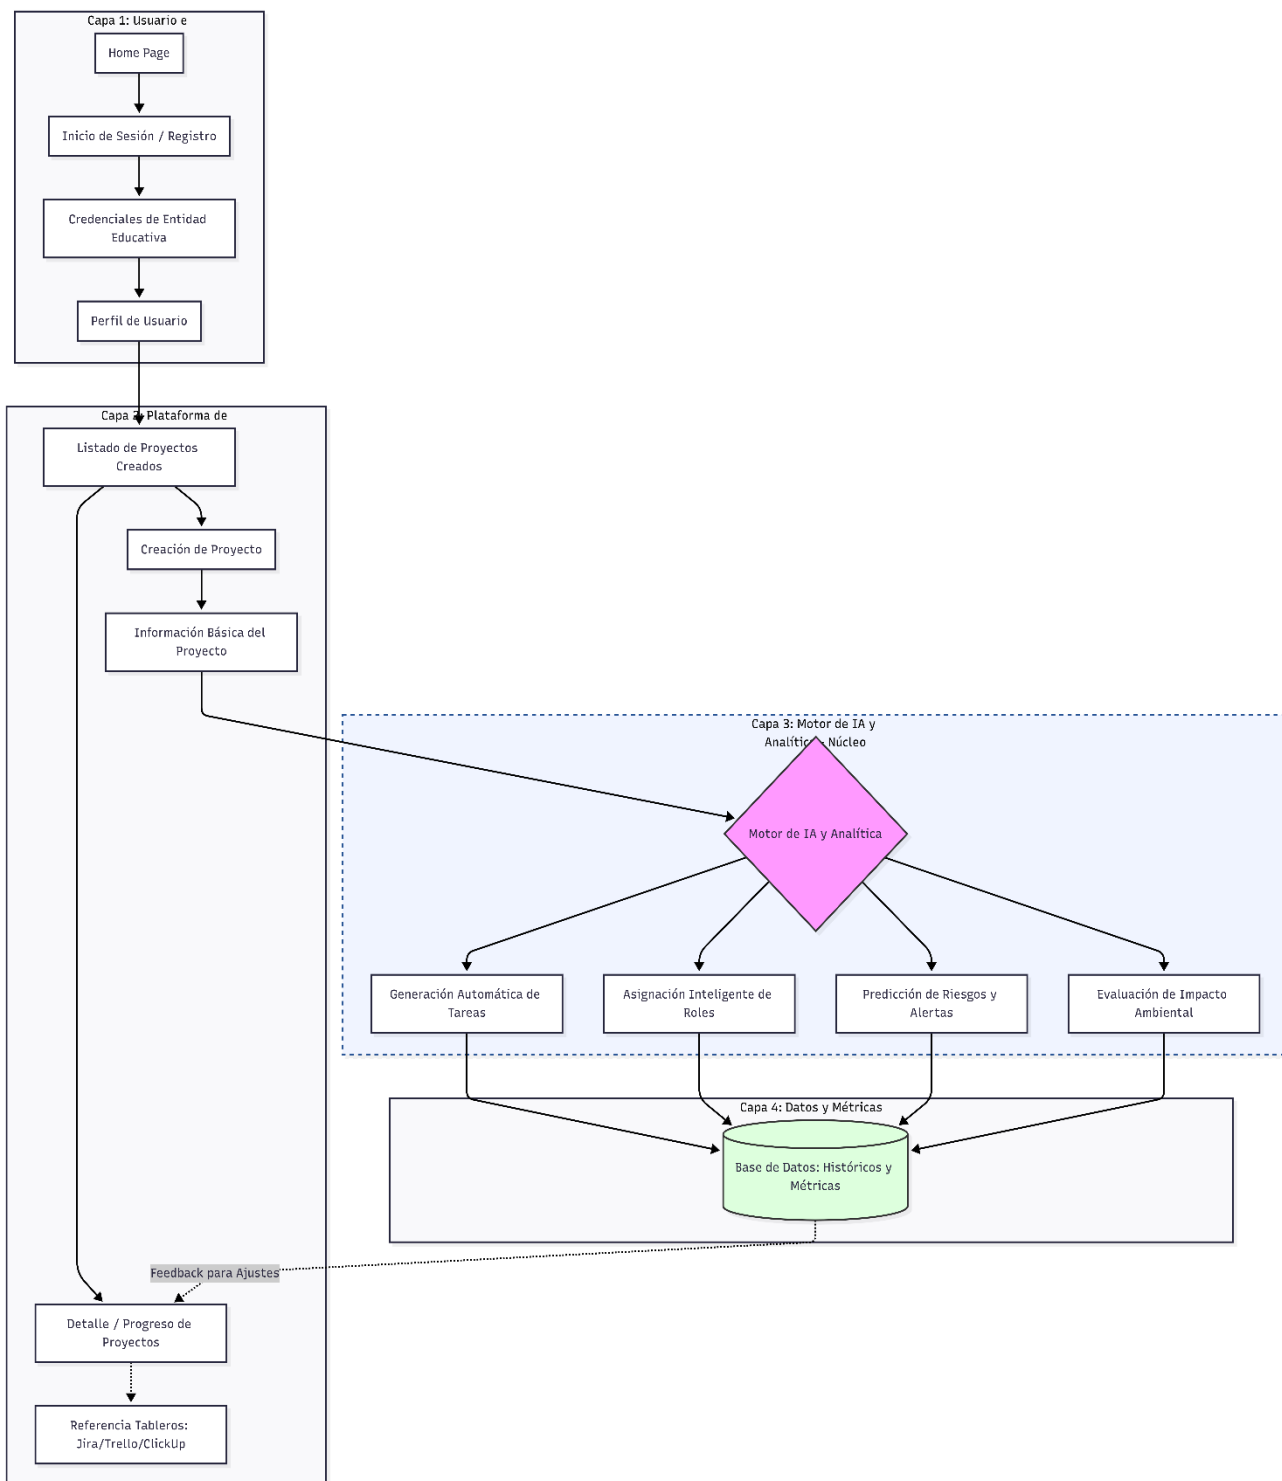 Capa 1: Usuario e
Home Page
Inicio de Sesión / Registro
Credenciales de Entidad
Educativa
Perfil de Usuario
Capa 2: Plataforma de
Listado de Proyectos
Creados
Creación de Proyecto
Información Básica del
Proyecto
Capa 3: Motor de IA y
Analítica - Núcleo
Motor de IA y Analítica
Generación Automática de
Tareas
Asignación Inteligente de
Roles
Predicción de Riesgos y
Alertas
Evaluación de Impacto
Ambiental
Capa 4: Datos y Métricas
Base de Datos: Históricos y
Métricas
Feedback para Ajustes
Detalle / Progreso de
Proyectos
Referencia Tableros:
Jira/Trello/ClickUp